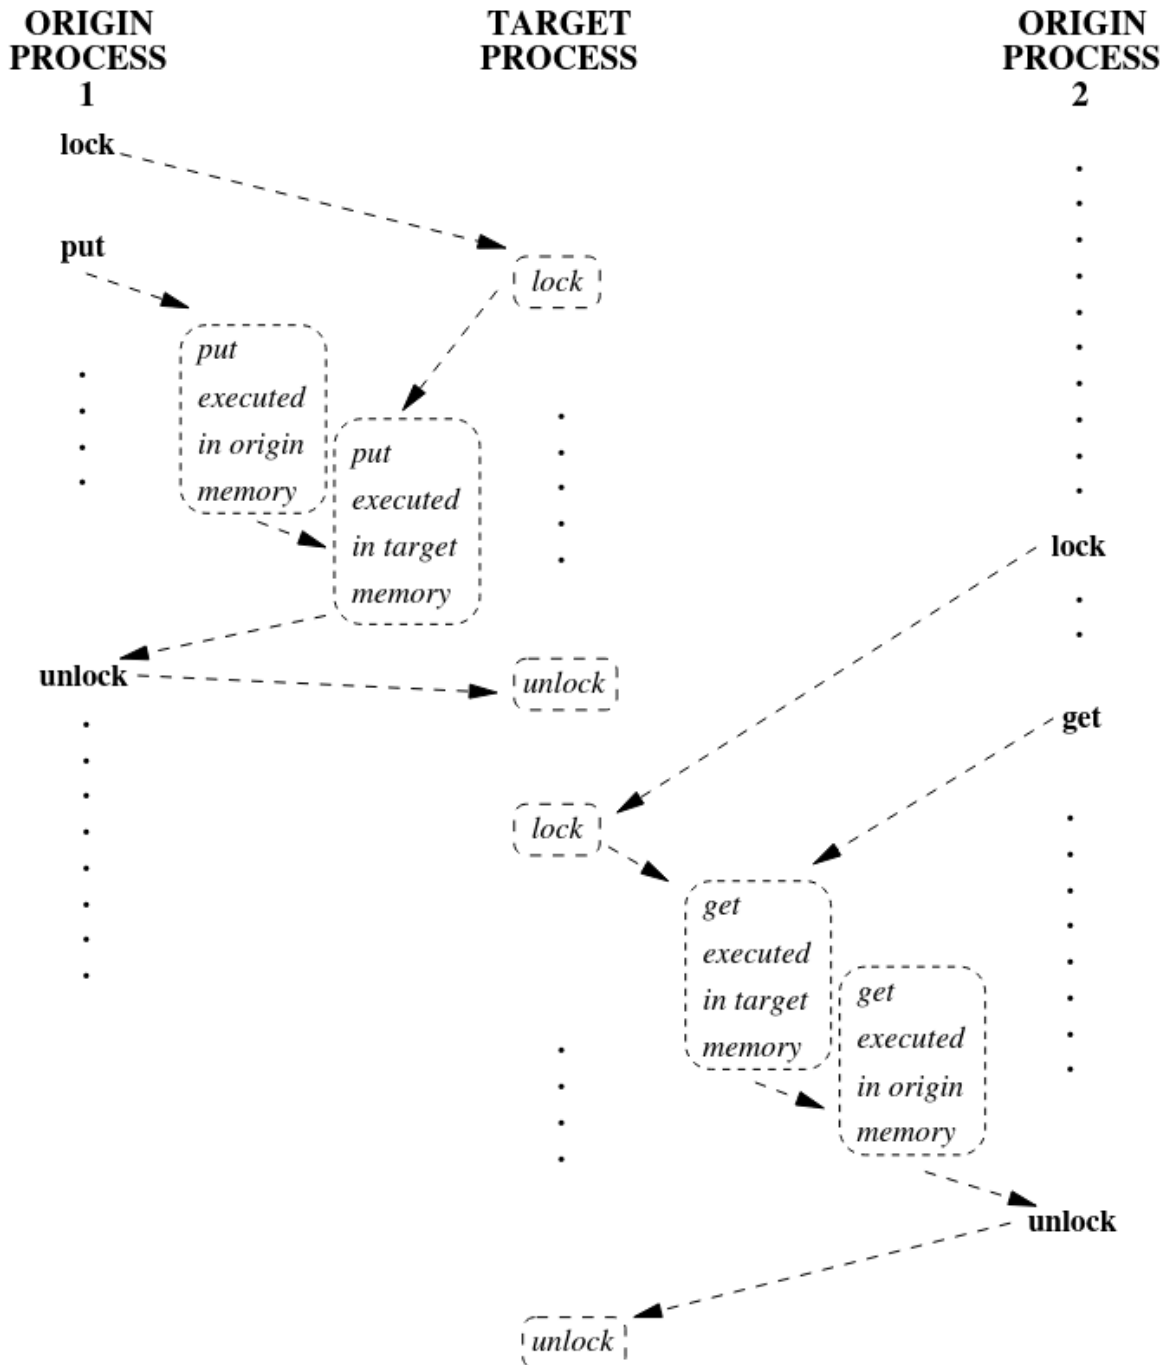 ORIGIN
PROCESS
1
TARGET
PROCESS
ORIGIN
PROCESS
2
lock
put
lock
put
executed
in origin
memory
put
executed
in target
memory
lock
unlock
unlock
get
lock
get
executed
in target
memory
get
executed
in origin
memory
unlock
unlock